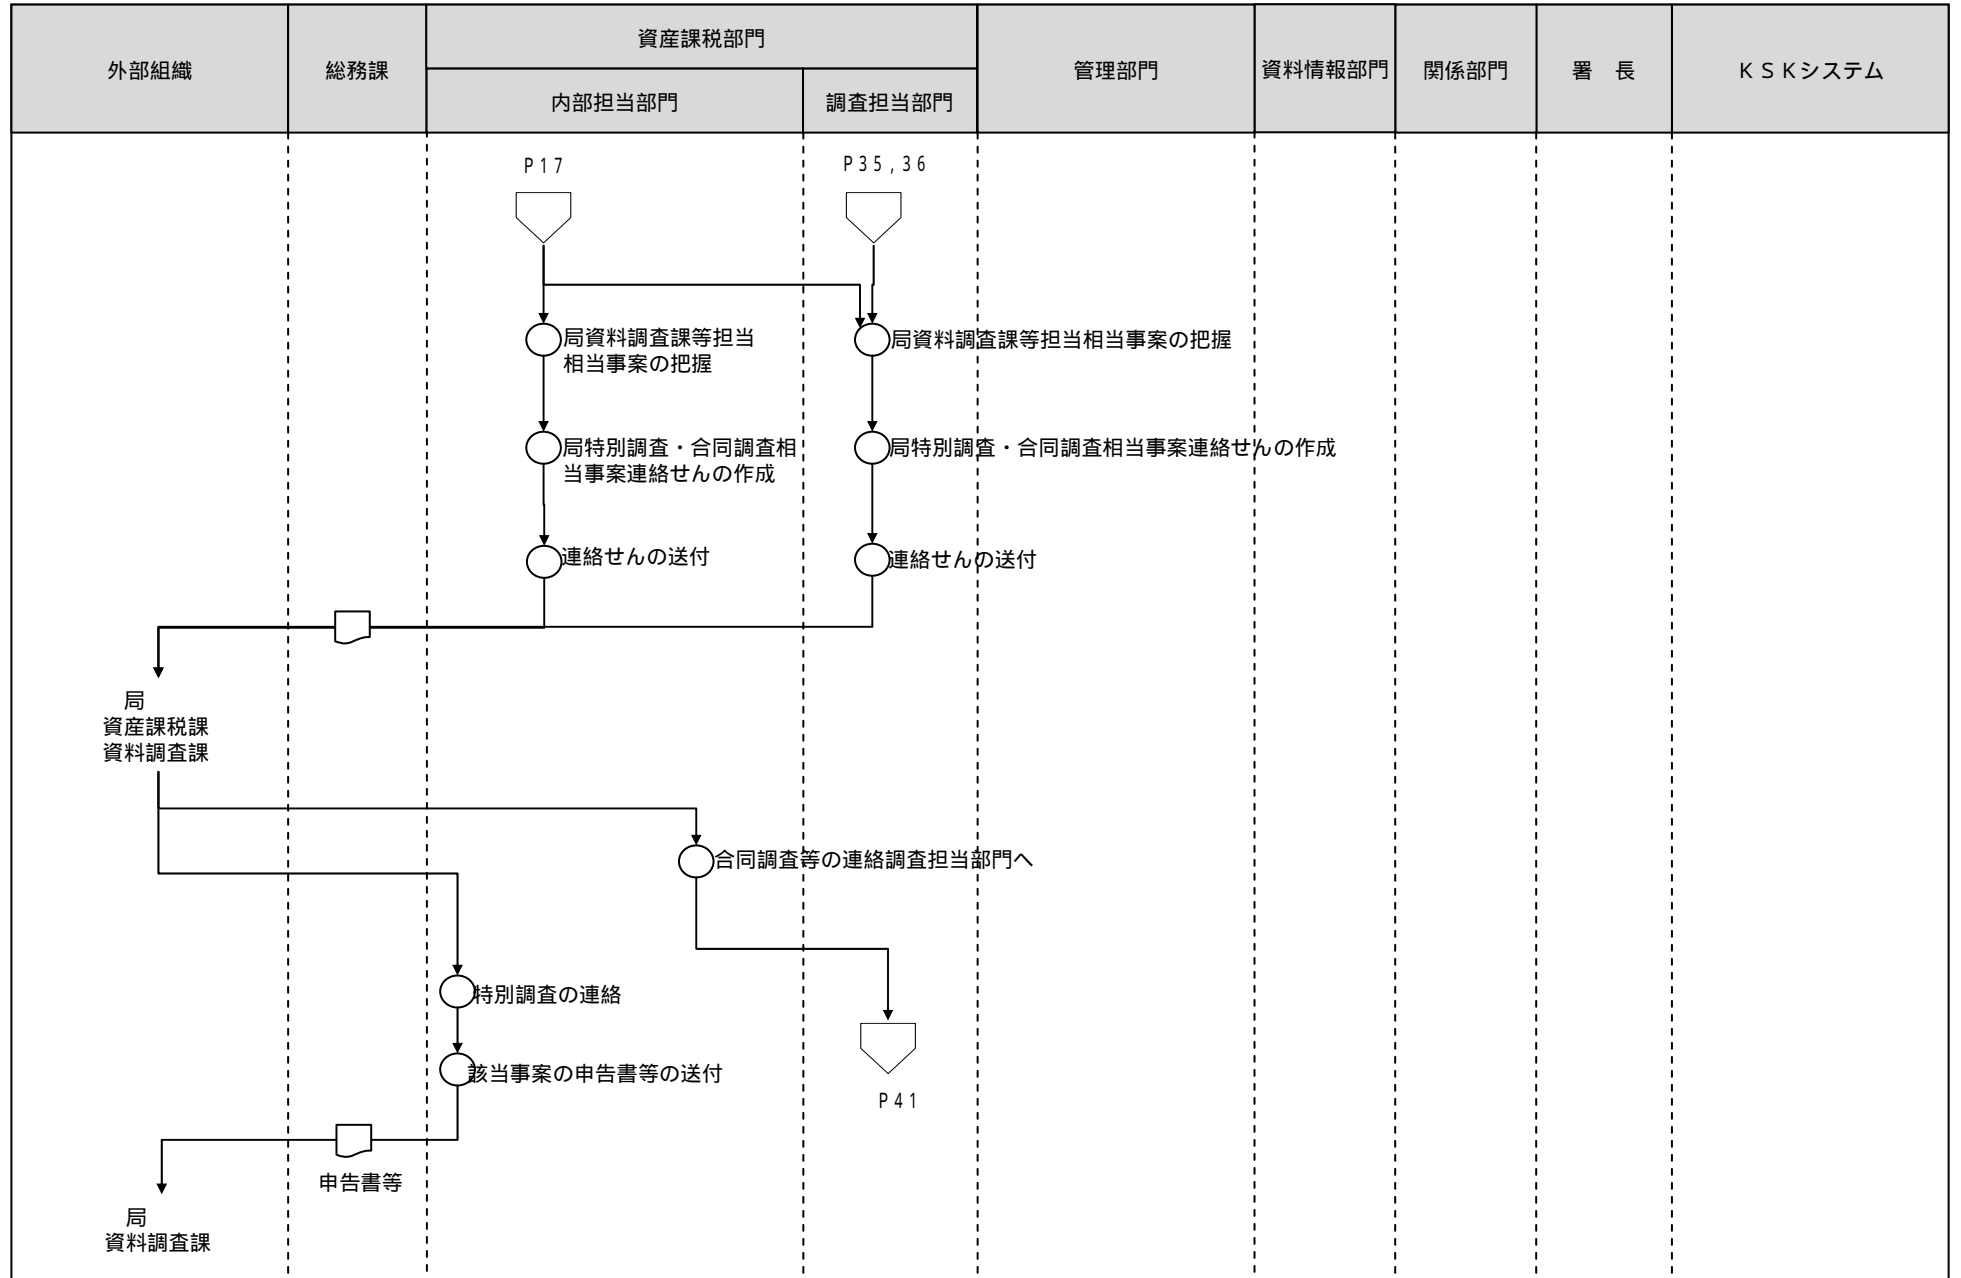 資産課税部門
外部組織
総務課
管理部門
資料情報部門
関係部門
署　長
ＫＳＫシステム
内部担当部門
調査担当部門
P17
P35,36
局資料調査課等担当
相当事案の把握
局資料調査課等担当相当事案の把握
局特別調査・合同調査相
当事案連絡せんの作成
局特別調査・合同調査相当事案連絡せんの作成
連絡せんの送付
連絡せんの送付
局
資産課税課
資料調査課
合同調査等の連絡調査担当部門へ
特別調査の連絡
該当事案の申告書等の送付
P41
申告書等
局
資料調査課